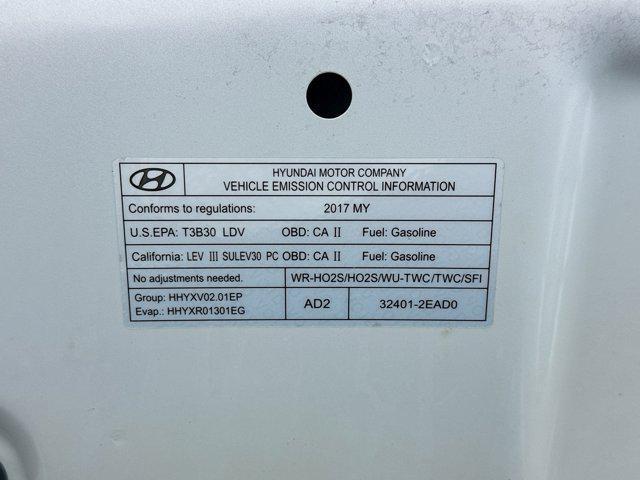 HYUNDAI MOTOR COMPANY
VEHICLE EMISSION CONTROL INFORMATION
Conforms to regulations: 2017 MY
U.S.EPA: T3B30 LDV OBD: CA II Fuel: Gasoline
California: LEV III SULEV30 PC OBD: CA II Fuel: Gasoline
No adjustments needed. WR-HO2S/HO2S/WU-TWC/TWC/SFI
Group: HHYXV02.01EP
Evap.: HHYXR01301EG
AD2 32401-2EAD0